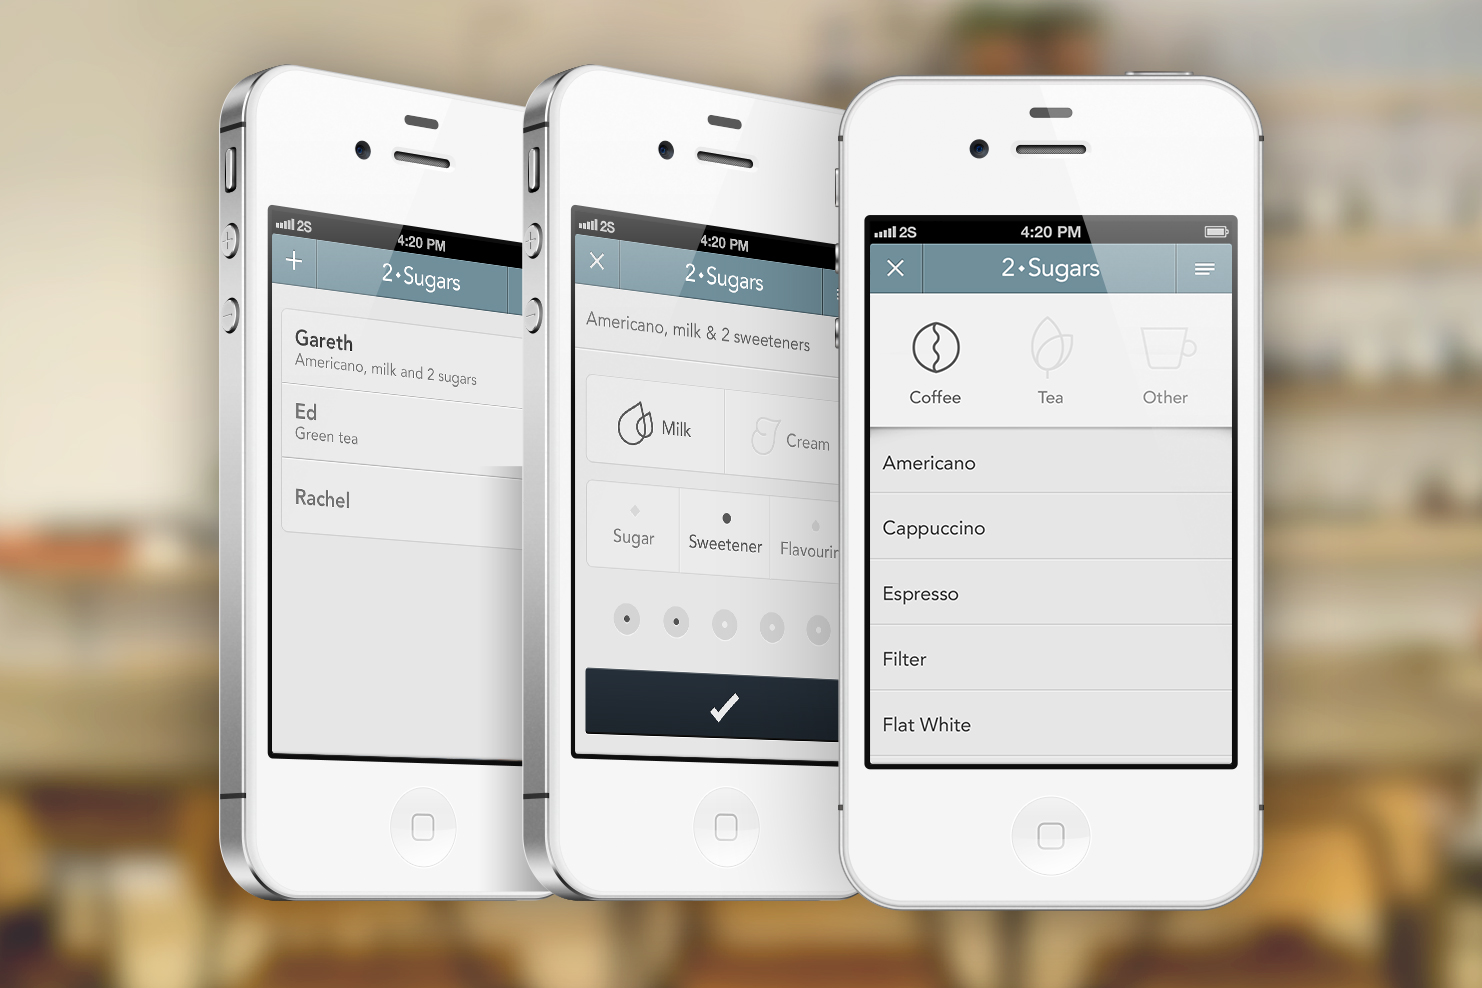 2S
4:20 PM
2⬩Sugars
Gareth
Americano, milk and 2 sugars
Ed
Green tea
Rachel
2S
4:20 PM
2⬩Sugars
Americano, milk & 2 sweeteners
Milk
Cream
Sugar
Sweetener
Flavourin
2S
4:20 PM
2⬩Sugars
Coffee
Tea
Other
Americano
Cappuccino
Espresso
Filter
Flat White